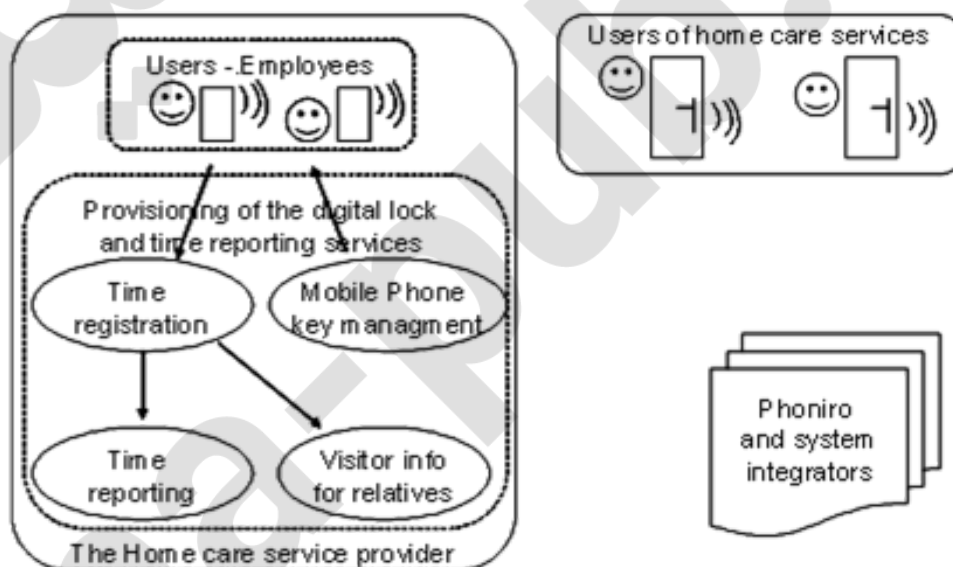 Users -.Employees
Provisioning of the digital lock
and time reporting services
Time
registration
Mobile Phone
key managment
Time
reporting
Visitor info
for relatives
The Home care service provider
Users of home care services
Phoniro
and system
integrators